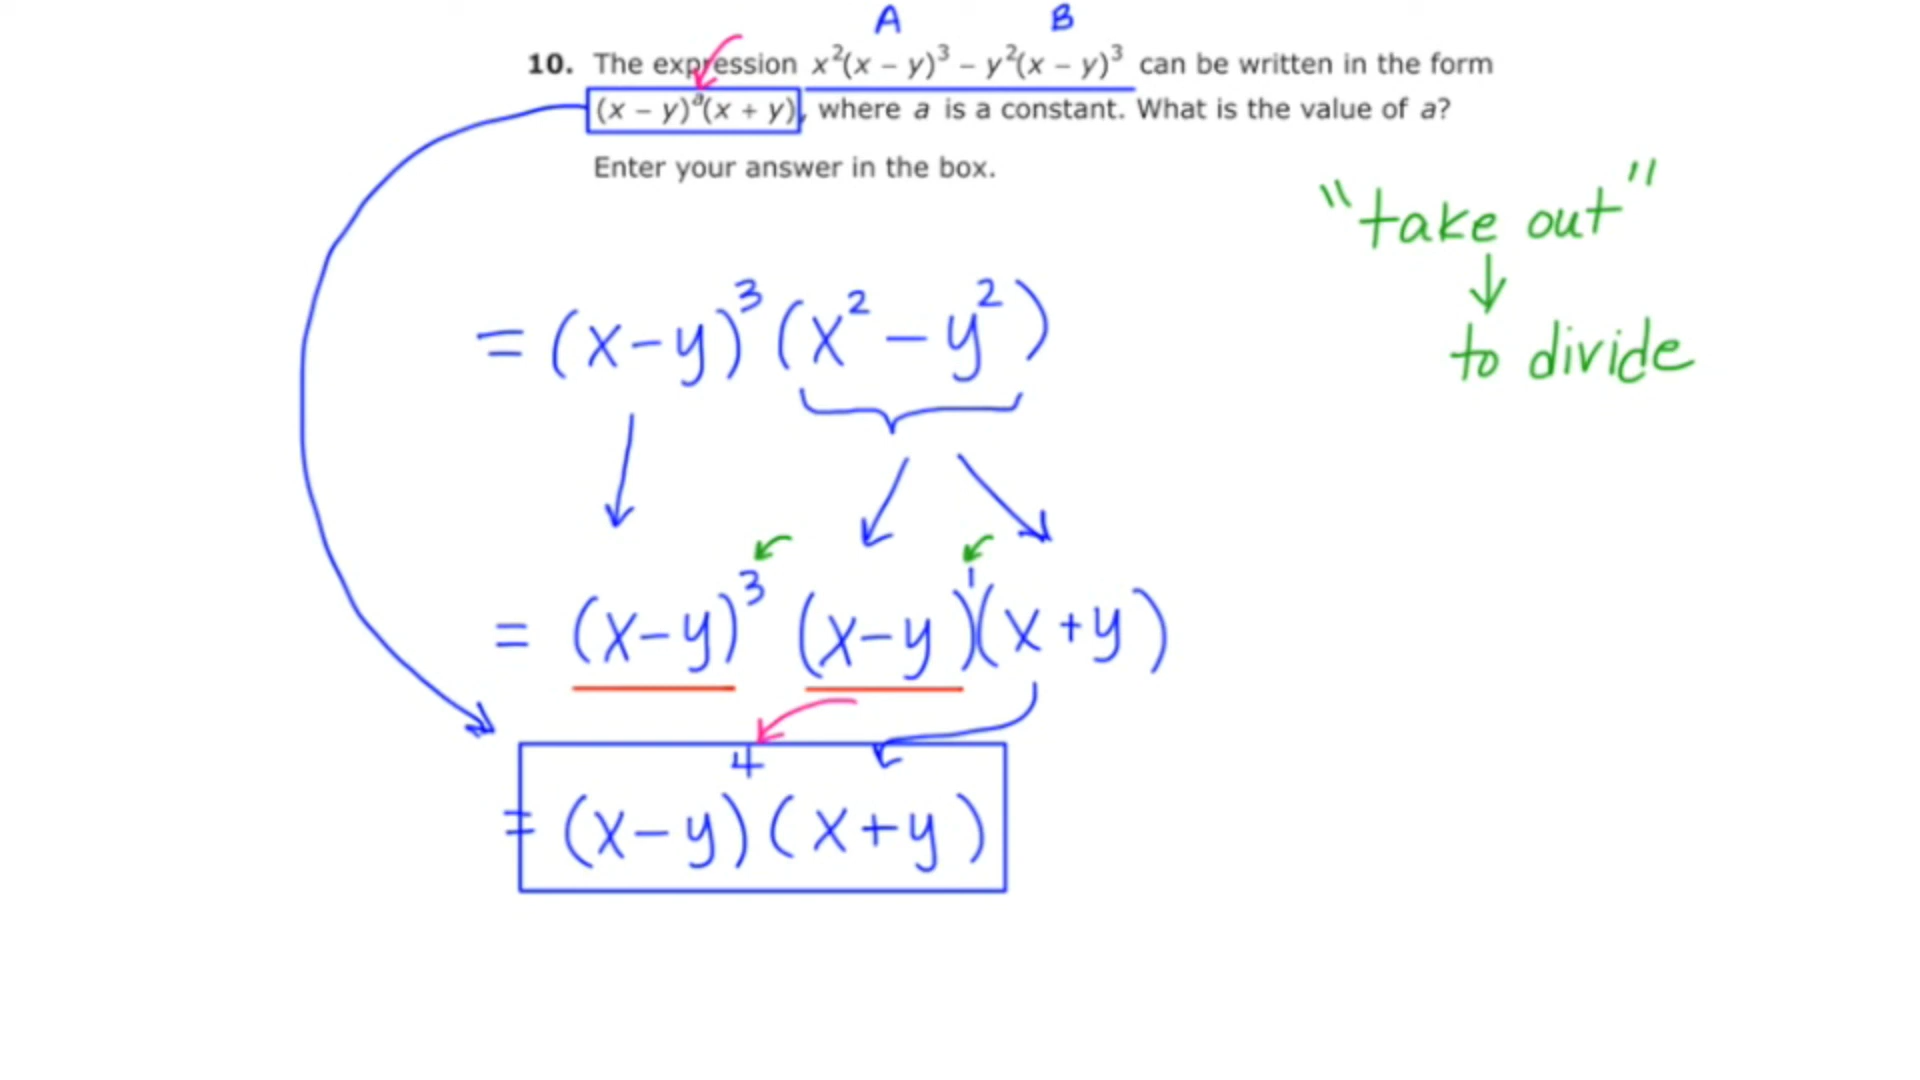 A B
10. The expression x²(x – y)³ – y²(x – y)³ can be written in the form
(x – y)ᵃ(x + y), where a is a constant. What is the value of a?
Enter your answer in the box.
"take out"
to divide
= (x-y)³ (x² - y²)
= (x-y)³ (x-y)¹(x+y)
= (x-y)⁴(x+y)